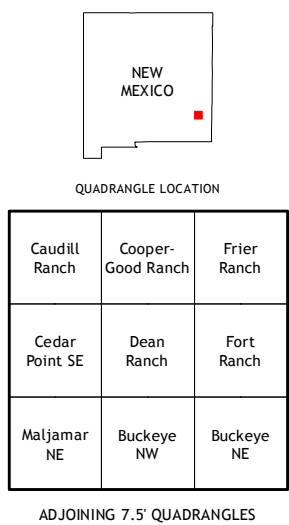 NEW
MEXICO
QUADRANGLE LOCATION
Caudill
Ranch
Cooper-
Good Ranch
Frier
Ranch
Cedar
Point SE
Dean
Ranch
Fort
Ranch
Maljamar
NE
Buckeye
NW
Buckeye
NE
ADJOINING 7.5' QUADRANGLES